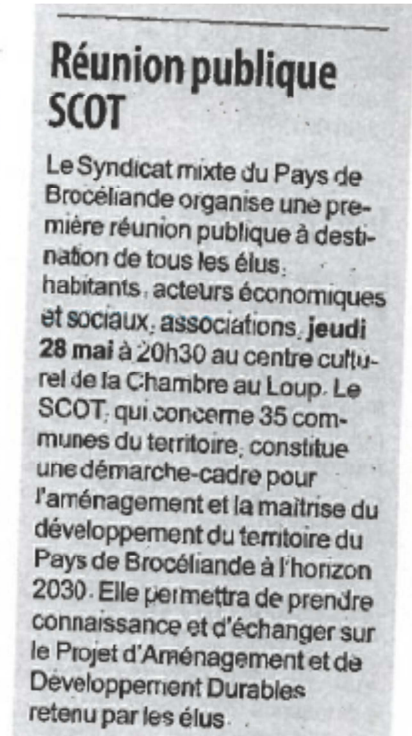 Réunion publique
SCOT
Le Syndicat mixte du Pays de
Brocéliande organise une pre-
mière réunion publique à desti-
nation de tous les élus,
habitants, acteurs économiques
et sociaux, associations, jeudi
28 mai à 20h30 au centre cultu-
rel de la Chambre au Loup. Le
SCOT, qui concerne 35 com-
munes du territoire, constitue
une démarche-cadre pour
l'aménagement et la maîtrise du
développement du territoire du
Pays de Brocéliande à l'horizon
2030. Elle permettra de prendre
connaissance et d'échanger sur
le Projet d'Aménagement et de
Développement Durables
retenu par les élus.